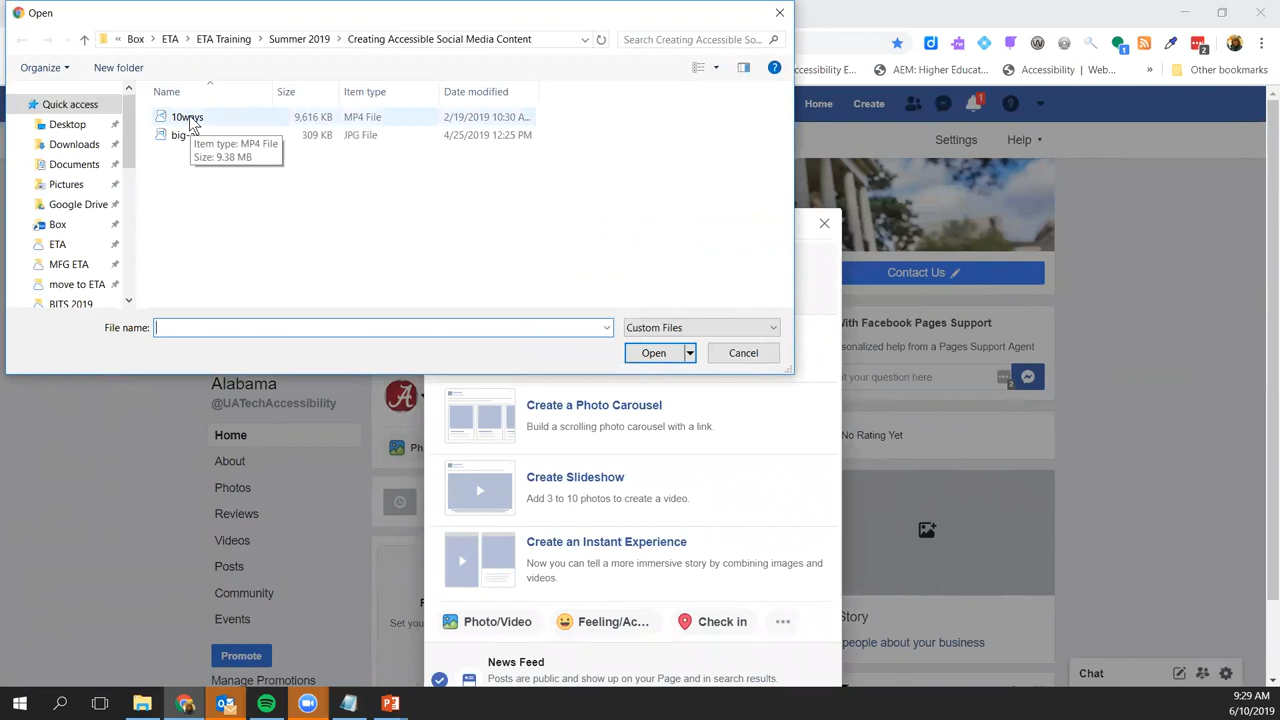 Open
Box > ETA > ETA Training > Summer 2019 > Creating Accessible Social Media Content
Search Creating Accessible So...
Organize
New folder
Name
Size
Item type
Date modified
Quick access
Desktop
Downloads
Documents
Pictures
Google Drive
Box
ETA
MFG ETA
move to ETA
BITS 2019
10ways
9,616 KB
MP4 File
2/19/2019 10:30 A...
big-
309 KB
JPG File
4/25/2019 12:25 PM
Item type: MP4 File
Size: 9.38 MB
File name:
Custom Files
Open
Cancel
ccessibility E...
AEM: Higher Educat...
Accessibility | Web...
»
Other bookmarks
Home
Create
1
Settings
Help
Contact Us
With Facebook Pages Support
sonalized help from a Pages Support Agent
it your question here
No Rating Yet
Story
people about your business
Alabama
@UATechAccessibility
Home
About
Photos
Reviews
Videos
Posts
Community
Events
Promote
Manage Promotions
Ph
Set you
Create a Photo Carousel
Build a scrolling photo carousel with a link.
Create Slideshow
Add 3 to 10 photos to create a video.
Create an Instant Experience
Now you can tell a more immersive story by combining images and
videos.
Photo/Video
Feeling/Ac...
Check in
News Feed
Posts are public and show up on your Page and in search results.
Chat
9:29 AM
6/10/2019